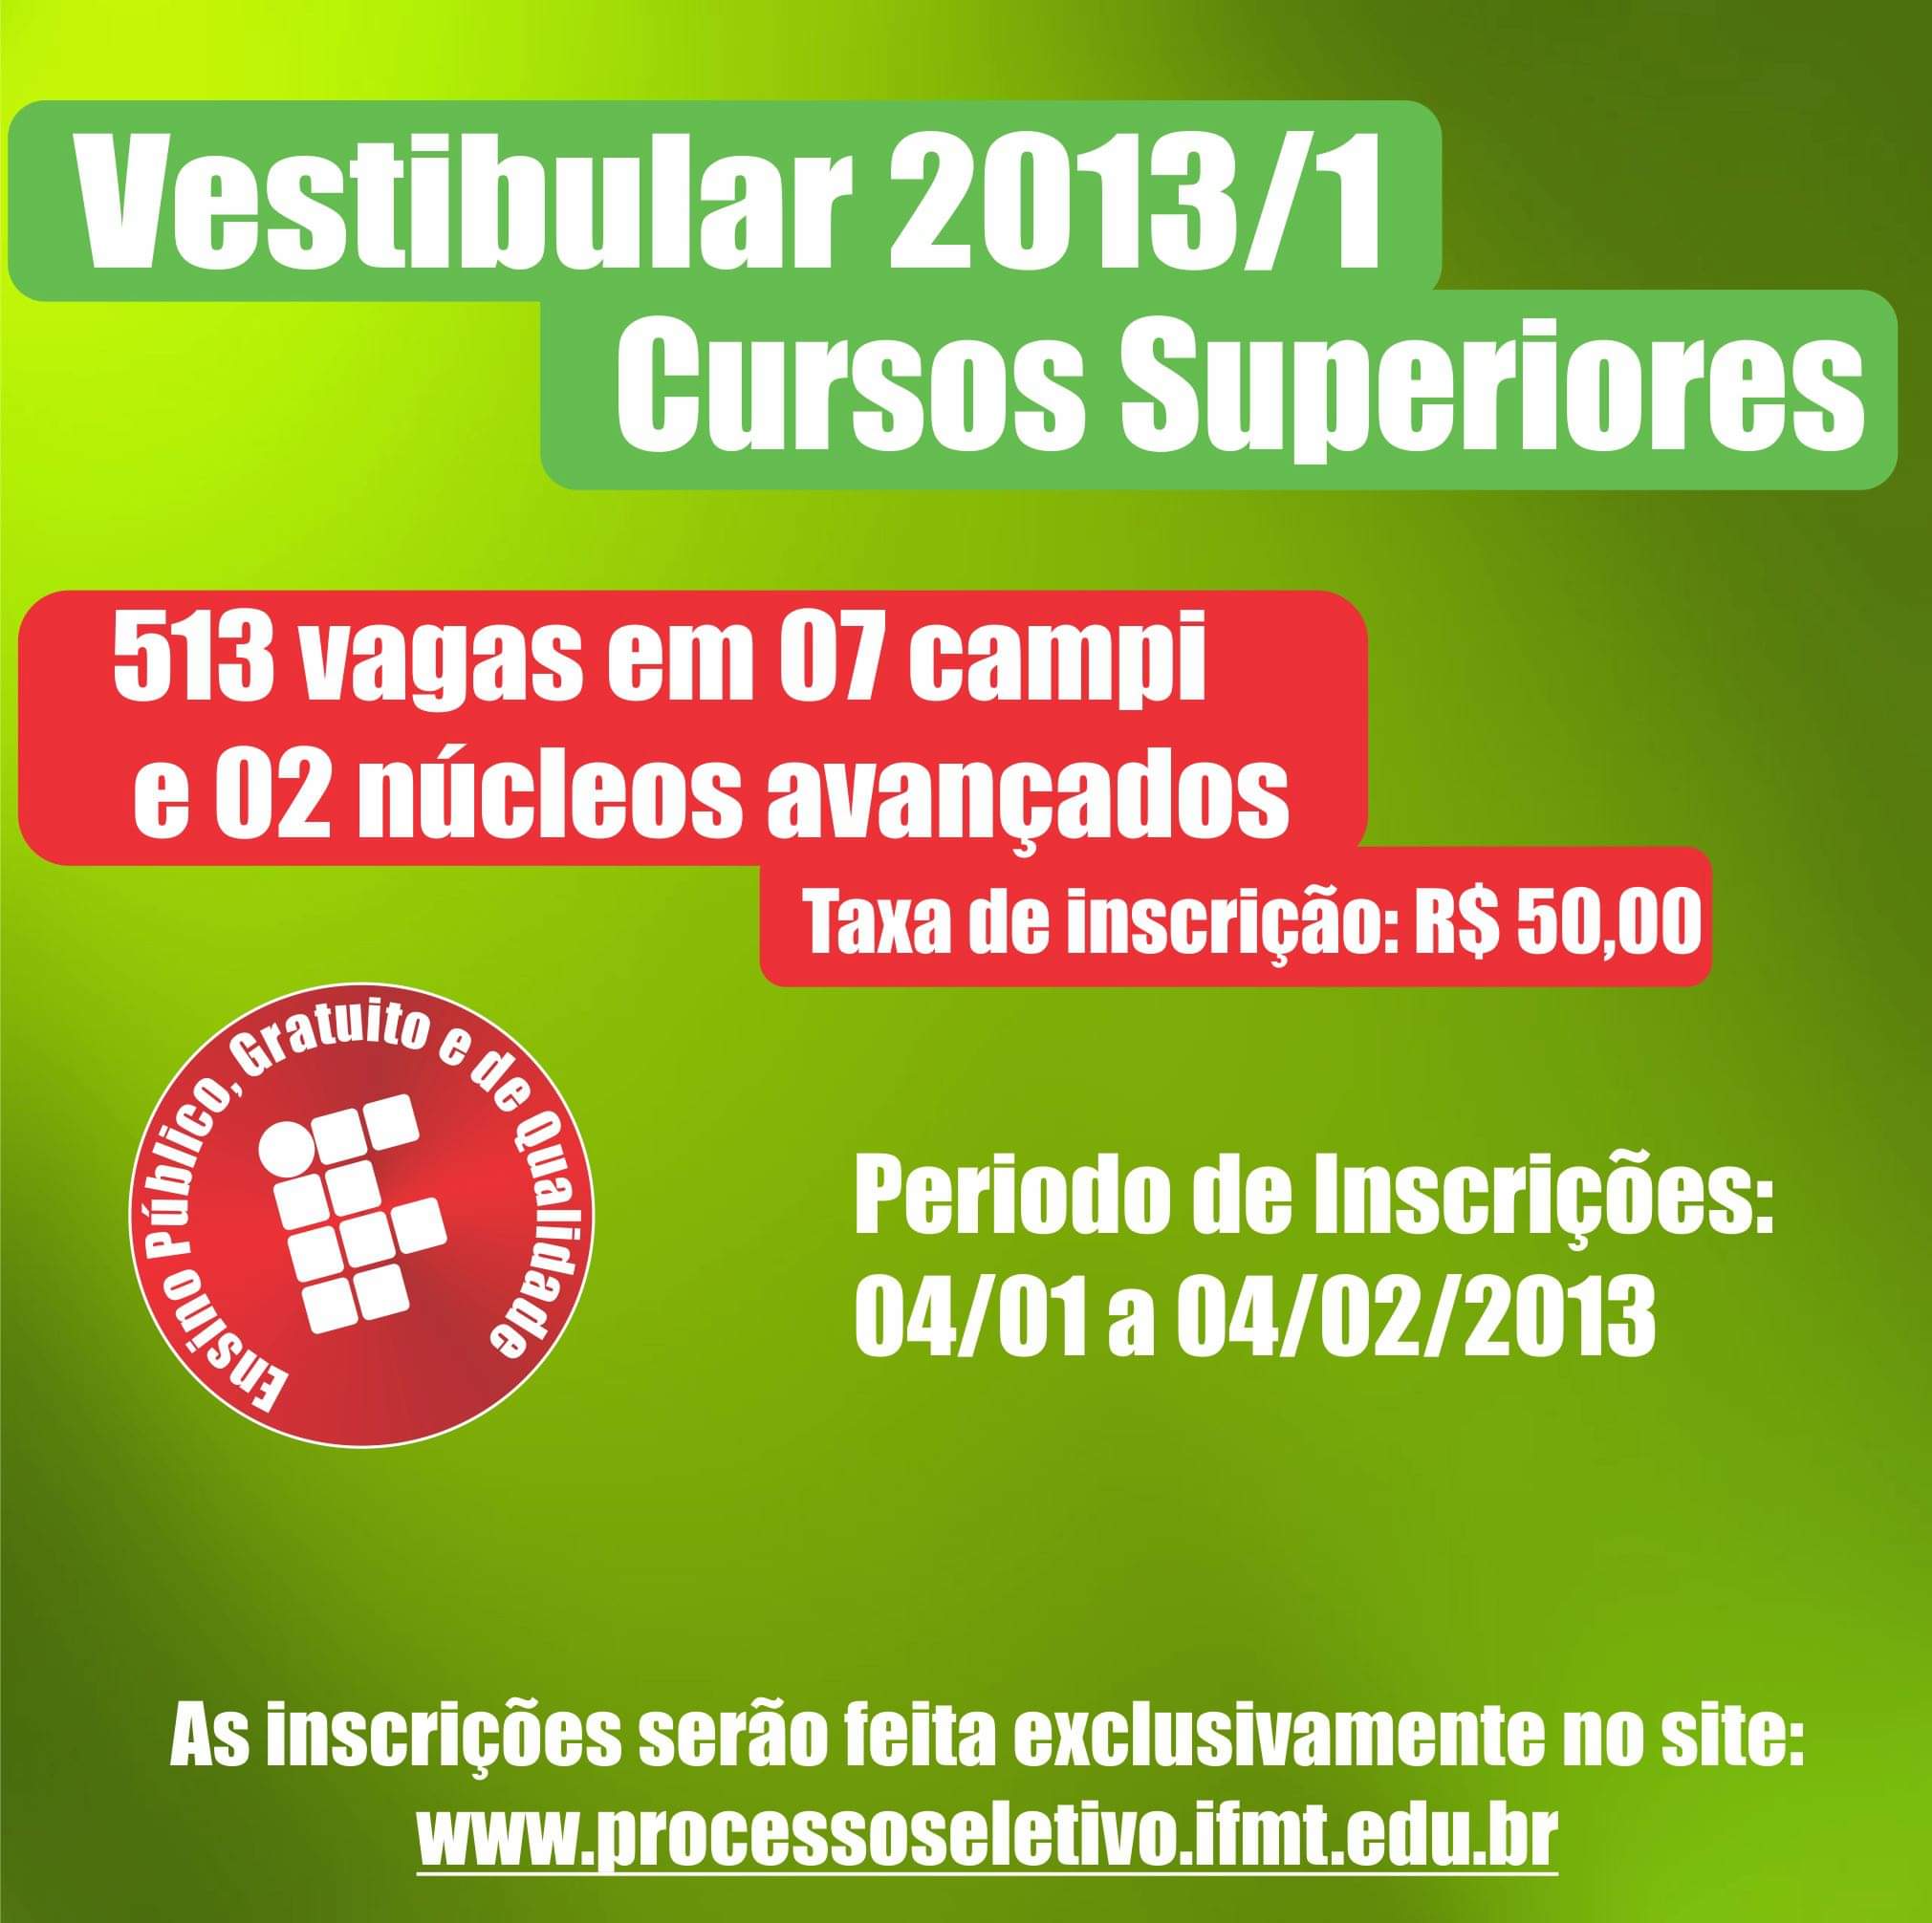 Vestibular 2013/1
Cursos Superiores
513 vagas em 07 campi
e 02 núcleos avançados
Taxa de inscrição: R$ 50,00
Ensino Público, Gratuito e de Qualidade
Periodo de Inscrições:
04/01 a 04/02/2013
As inscrições serão feita exclusivamente no site:
www.processoseletivo.ifmt.edu.br